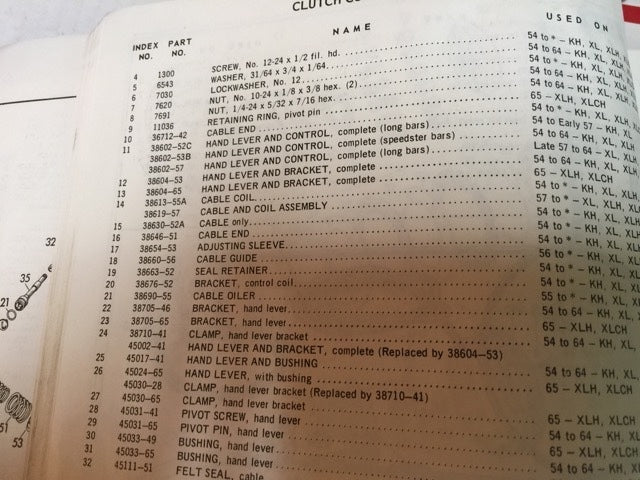 CLUTCH
NAME
USED ON
INDEX PART
NO. NO.
4 1300 SCREW, No. 12-24 x 1/2 fil. hd. 54 to * – KH, XL, XLH
5 6543 WASHER, 31/64 x 3/4 x 1/64 54 to 64 – KH, XL,
6 7030 LOCKWASHER, No. 12 54 to * – KH, XL,
7 7620 NUT, No. 10-24 x 1/8 x 3/8 hex. (2) 54 to 64 – KH, XL,
8 7691 NUT, 1/4-24 x 5/32 x 7/16 hex. 54 to 64 – KH, XL,
9 11036 RETAINING RING, pivot pin 65 – XLH, XLCH
10 36712–42 CABLE END 54 to * – KH, XL,
11 38602–52C HAND LEVER AND CONTROL, complete (long bars) 54 to Early 57 – KH,
38602–53B HAND LEVER AND CONTROL, complete (speedster bars) 54 to 64 – KH, XL,
38602–57 HAND LEVER AND CONTROL, complete (long bars) Late 57 to 64 – XL,
12 38604–53 HAND LEVER AND BRACKET, complete 54 to 64 – KH, XL,
13 38604–65 HAND LEVER AND BRACKET, complete 65 – XLH, XLCH
14 38613–55A CABLE COIL 54 to * – KH, XL,
38619–57 CABLE AND COIL ASSEMBLY 57 to * – XL, XLH,
15 38630–52A CABLE only 54 to * – KH, XL,
16 38646–51 CABLE END 54 to * – KH, XL,
17 38654–53 ADJUSTING SLEEVE 54 to * – KH, XL,
18 38660–56 CABLE GUIDE 56 to * – KH, XL,
19 38663–52 SEAL RETAINER 54 to * – KH, XL,
20 38676–52 BRACKET, control coil 54 to * – KH, XL,
21 38690–55 CABLE OILER 55 to * – KH, XL,
22 38705–46 BRACKET, hand lever 54 to 64 – KH, XL,
23 38705–65 BRACKET, hand lever 65 – XLH, XLCH
24 38710–41 CLAMP, hand lever bracket 54 to 64 – KH, XL,
45002–41 HAND LEVER AND BRACKET, complete (Replaced by 38604–53)
25 45017–41 HAND LEVER AND BUSHING 54 to 64 – KH, XL,
26 45024–65 HAND LEVER, with bushing 65 – XLH, XLCH
45030–28 CLAMP, hand lever bracket (Replaced by 38710–41)
27 45030–65 CLAMP, hand lever bracket 65 – XLH, XLCH
28 45031–41 PIVOT SCREW, hand lever 54 to 64 – KH, XL,
29 45031–65 PIVOT PIN, hand lever 65 – XLH, XLCH
30 45033–49 BUSHING, hand lever 54 to 64 – KH, XL,
31 45033–65 BUSHING, hand lever 65 – XLH, XLCH
32 45111–51 FELT SEAL, cable 54 to * – KH, XL,
32
35
21
51
53